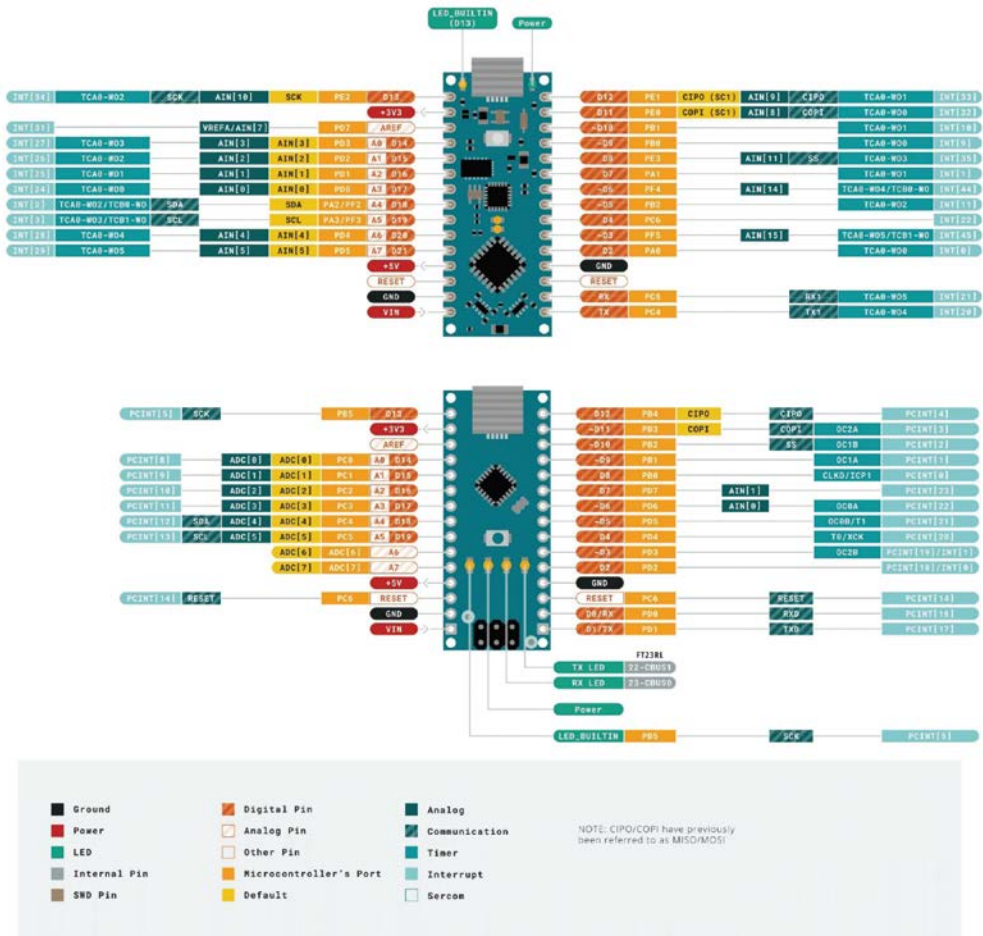 LED_BUILTIN Power
(D13)
INT[34] TCA0-WO2 SCK AIN[10] SCK PE2 D13 D12 PE1 CIPO (SC1) AIN[9] CIPO TCA0-WO1 INT[33]
+3V3 ~D11 PE0 COPI (SC1) AIN[8] COPI TCA0-WO0 INT[32]
INT[31] VREFA/AIN[7] PD7 AREF ~D10 PB1 TCA0-WO1 INT[10]
INT[27] TCA0-WO3 AIN[3] AIN[3] PD3 A0 D14 ~D9 PB0 TCA0-WO0 INT[9]
INT[26] TCA0-WO2 AIN[2] AIN[2] PD2 A1 D15 D8 PE3 AIN[11] SS TCA0-WO3 INT[35]
INT[25] TCA0-WO1 AIN[1] AIN[1] PD1 A2 D16 D7 PA1 TCA0-WO1 INT[1]
INT[24] TCA0-WO0 AIN[0] AIN[0] PD0 A3 D17 ~D6 PF4 AIN[14] TCA0-WO4/TCB0-WO INT[44]
INT[2] TCA0-WO2/TCB0-WO SDA SDA PA2/PF2 A4 D18 ~D5 PB2 TCA0-WO2 INT[11]
INT[3] TCA0-WO3/TCB1-WO SCL SCL PA3/PF3 A5 D19 D4 PC6 INT[22]
INT[28] TCA0-WO4 AIN[4] AIN[4] PD4 A6 D20 ~D3 PF5 AIN[15] TCA0-WO5/TCB1-WO INT[45]
INT[29] TCA0-WO5 AIN[5] AIN[5] PD5 A7 D21 D2 PA0 TCA0-WO0 INT[0]
+5V GND
RESET RESET
GND RX PC5 RX1 TCA0-WO5 INT[21]
VIN TX PC4 TX1 TCA0-WO4 INT[20]
PCINT[5] SCK PB5 D13 D12 PB4 CIPO CIPO PCINT[4]
+3V3 ~D11 PB3 COPI COPI OC2A PCINT[3]
AREF ~D10 PB2 SS OC1B PCINT[2]
PCINT[8] ADC[0] ADC[0] PC0 A0 D14 ~D9 PB1 OC1A PCINT[1]
PCINT[9] ADC[1] ADC[1] PC1 A1 D15 D8 PB0 CLKO/ICP1 PCINT[0]
PCINT[10] ADC[2] ADC[2] PC2 A2 D16 D7 PD7 AIN[1] PCINT[23]
PCINT[11] ADC[3] ADC[3] PC3 A3 D17 ~D6 PD6 AIN[0] OC0A PCINT[22]
PCINT[12] SDA ADC[4] ADC[4] PC4 A4 D18 ~D5 PD5 OC0B/T1 PCINT[21]
PCINT[13] SCL ADC[5] ADC[5] PC5 A5 D19 D4 PD4 T0/XCK PCINT[20]
ADC[6] ADC[6] A6 ~D3 PD3 OC2B PCINT[19]/INT[1]
ADC[7] ADC[7] A7 D2 PD2 PCINT[18]/INT[0]
+5V GND
PCINT[14] RESET PC6 RESET RESET PC6 RESET PCINT[14]
GND D0/RX PD0 RXD PCINT[16]
VIN D1/TX PD1 TXD PCINT[17]
FT23RL
TX LED 22-CBUS1
RX LED 23-CBUS0
Power
LED_BUILTIN PB5 SCK PCINT[5]
Ground Digital Pin Analog
Power Analog Pin Communication
LED Other Pin Timer
Internal Pin Microcontroller's Port Interrupt
SWD Pin Default Sercom
NOTE: CIPO/COPI have previously
been referred to as MISO/MOSI